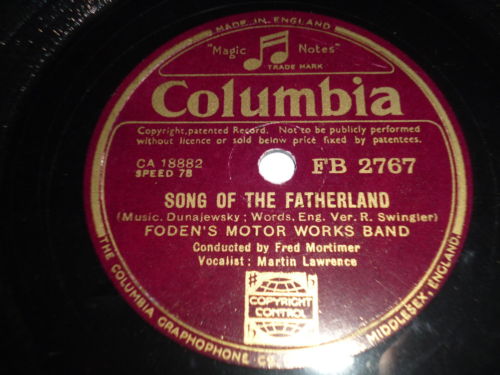 MADE IN ENGLAND
"Magic Notes"
TRADE MARK
Columbia
Copyright, patented Record. Not to be publicly performed
without licence or sold below price fixed by patentees.
CA 18882
SPEED 78
FB 2767
SONG OF THE FATHERLAND
(Music. Dunajewsky ; Words. Eng. Ver. R. Swingler)
FODEN'S MOTOR WORKS BAND
Conducted by Fred Mortimer
Vocalist : Martin Lawrence
COPYRIGHT
CONTROL
THE COLUMBIA GRAPHOPHONE CO. MIDDLESEX, ENGLAND.